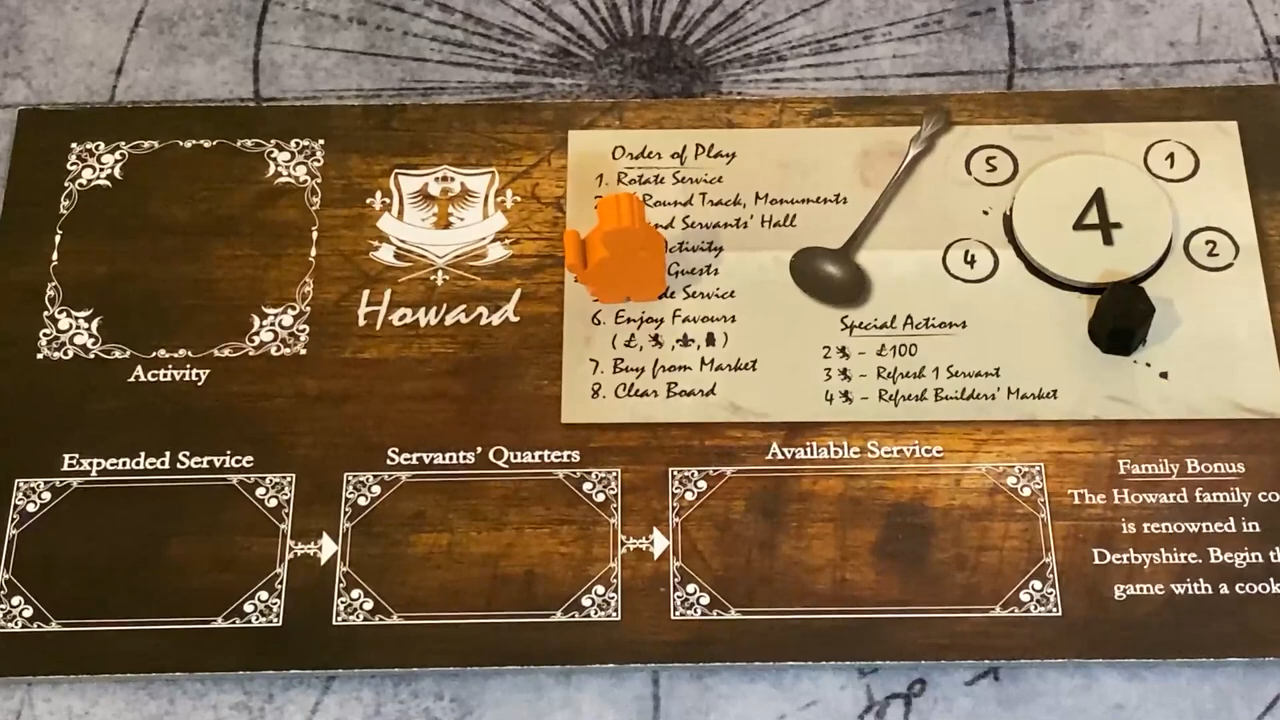 Howard
Activity
Order of Play
1. Rotate Service
Round Track, Monuments
and Servants' Hall
Activity
Guests
Service
6. Enjoy Favours
( £, , , )
7. Buy from Market
8. Clear Board
Special Actions
2 - £100
3 - Refresh 1 Servant
4 - Refresh Builders' Market
5
1
4
4
2
Expended Service
Servants' Quarters
Available Service
Family Bonus
The Howard family
is renowned in
Derbyshire. Begin
game with a cook